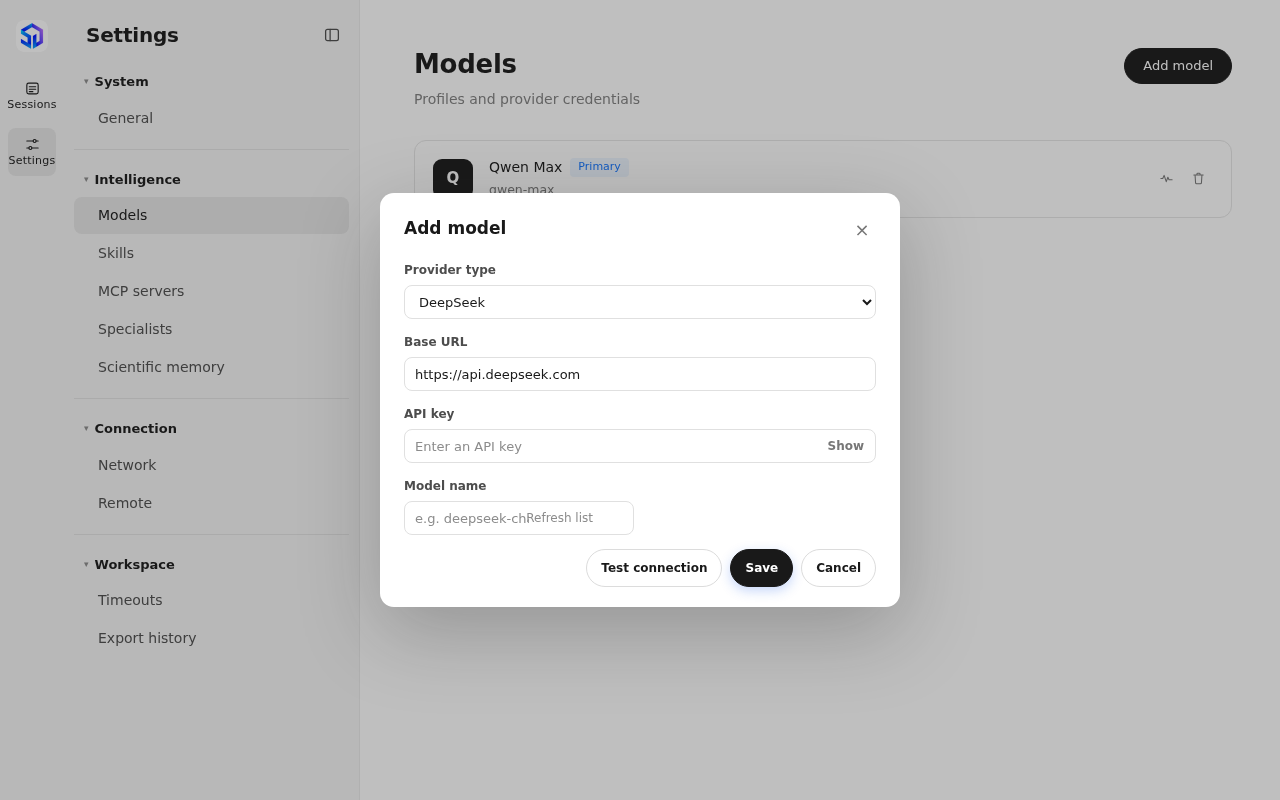 Settings
Sessions
Settings
System
General
Intelligence
Models
Skills
MCP servers
Specialists
Scientific memory
Connection
Network
Remote
Workspace
Timeouts
Export history
Models
Add model
Profiles and provider credentials
Q
Qwen Max
Primary
qwen-max
Add model
Provider type
DeepSeek
Base URL
https://api.deepseek.com
API key
Enter an API key
Show
Model name
e.g. deepseek-ch
Refresh list
Test connection
Save
Cancel